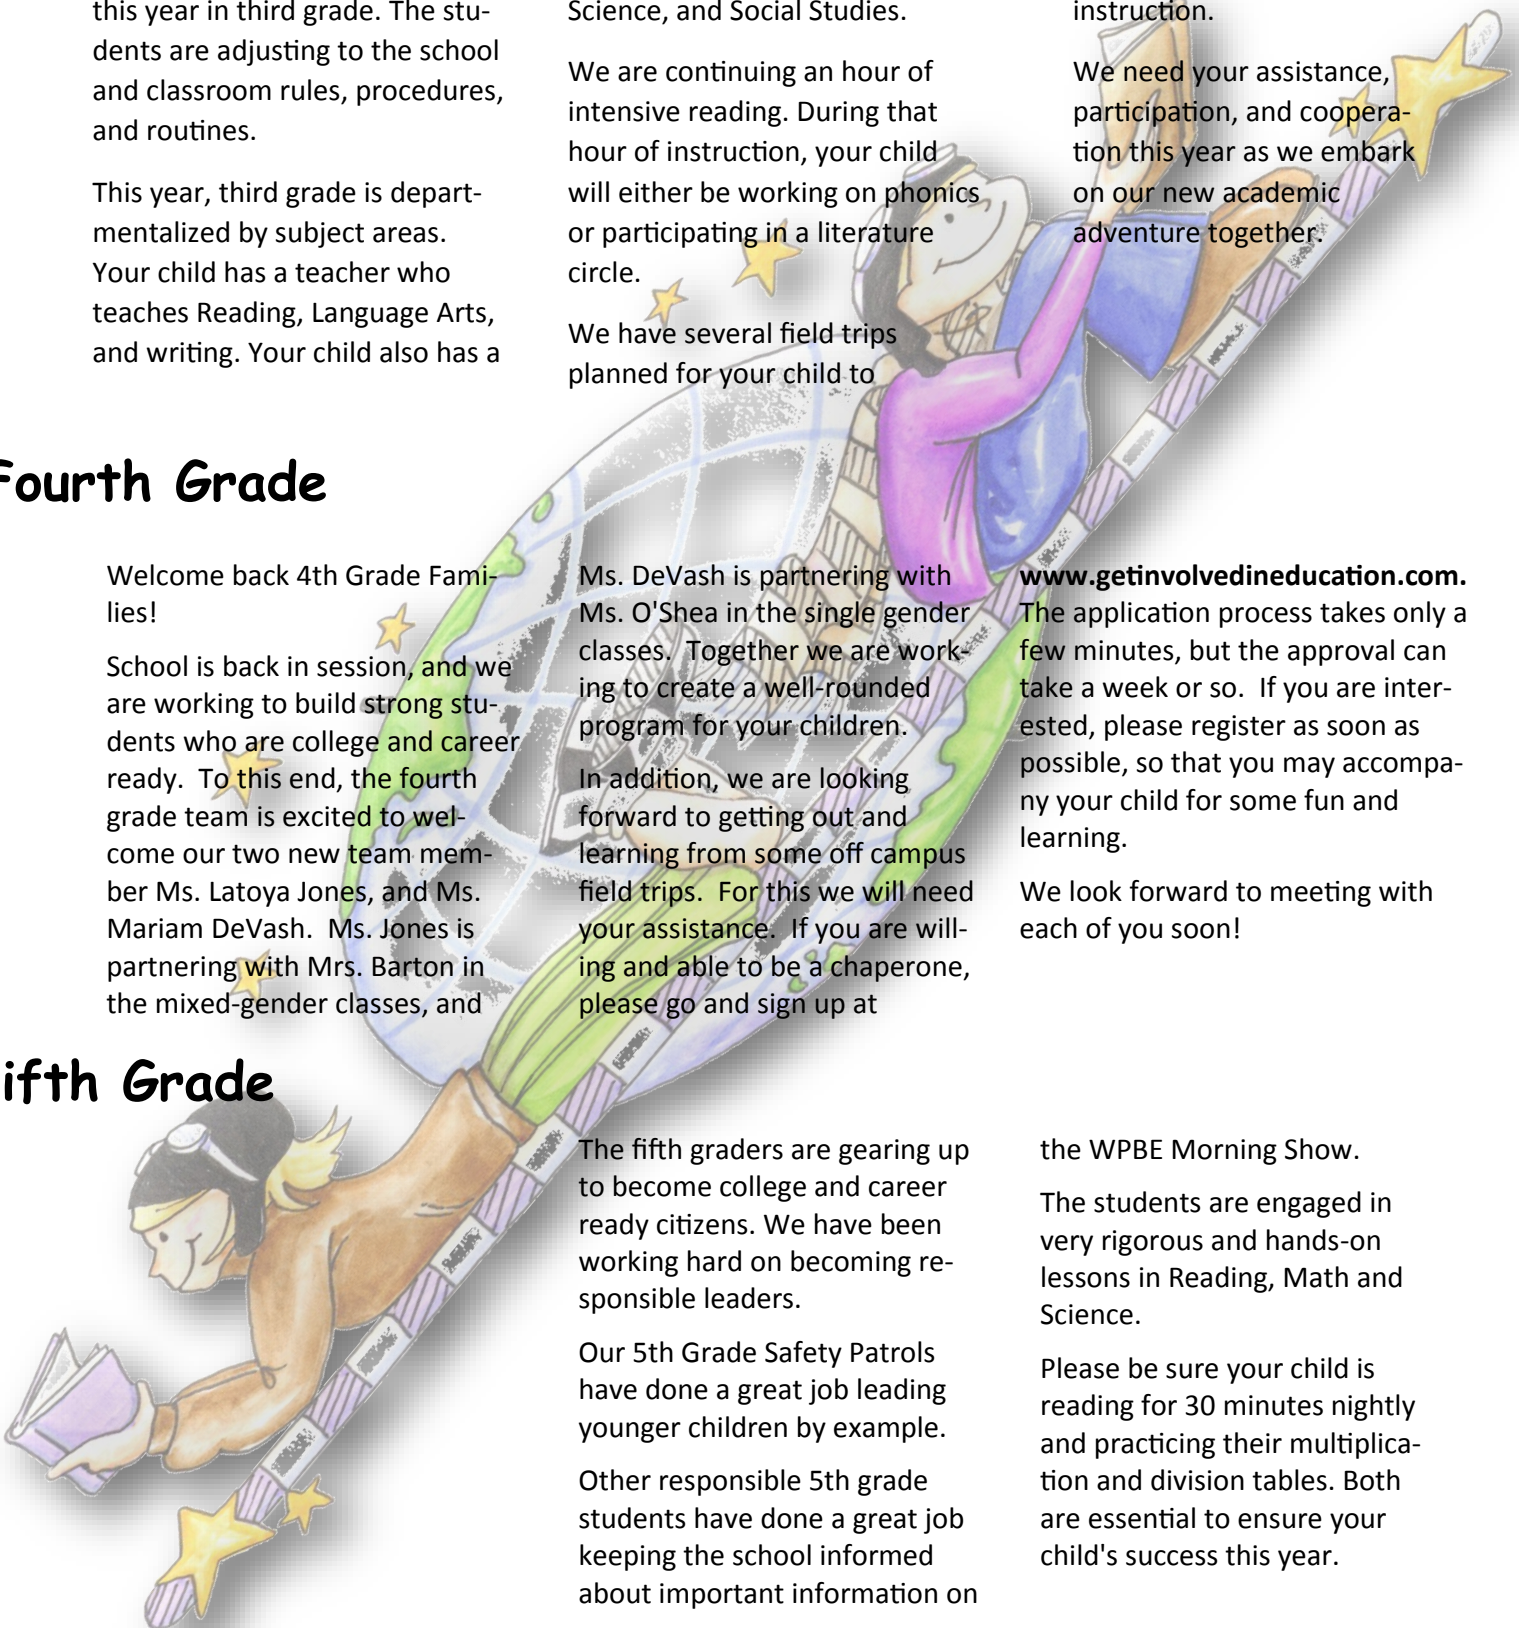 this year in third grade. The stu-
dents are adjusting to the school
and classroom rules, procedures,
and routines.
This year, third grade is depart-
mentalized by subject areas.
Your child has a teacher who
teaches Reading, Language Arts,
and writing. Your child also has a
Science, and Social Studies.
We are continuing an hour of
intensive reading. During that
hour of instruction, your child
will either be working on phonics
or participating in a literature
circle.
We have several field trips
planned for your child to
instruction.
We need your assistance,
participation, and coopera-
tion this year as we embark
on our new academic
adventure together.
Fourth Grade
Welcome back 4th Grade Fami-
lies!
School is back in session, and we
are working to build strong stu-
dents who are college and career
ready.  To this end, the fourth
grade team is excited to wel-
come our two new team mem-
ber Ms. Latoya Jones, and Ms.
Mariam DeVash.  Ms. Jones is
partnering with Mrs. Barton in
the mixed-gender classes, and
Ms. DeVash is partnering with
Ms. O'Shea in the single gender
classes.  Together we are work-
ing to create a well-rounded
program for your children.
In addition, we are looking
forward to getting out and
learning from some off campus
field trips.  For this we will need
your assistance.  If you are will-
ing and able to be a chaperone,
please go and sign up at
www.getinvolvedineducation.com.
The application process takes only a
few minutes, but the approval can
take a week or so.  If you are inter-
ested, please register as soon as
possible, so that you may accompa-
ny your child for some fun and
learning.
We look forward to meeting with
each of you soon!
ifth Grade
The fifth graders are gearing up
to become college and career
ready citizens. We have been
working hard on becoming re-
sponsible leaders.
Our 5th Grade Safety Patrols
have done a great job leading
younger children by example.
Other responsible 5th grade
students have done a great job
keeping the school informed
about important information on
the WPBE Morning Show.
The students are engaged in
very rigorous and hands-on
lessons in Reading, Math and
Science.
Please be sure your child is
reading for 30 minutes nightly
and practicing their multiplica-
tion and division tables. Both
are essential to ensure your
child's success this year.